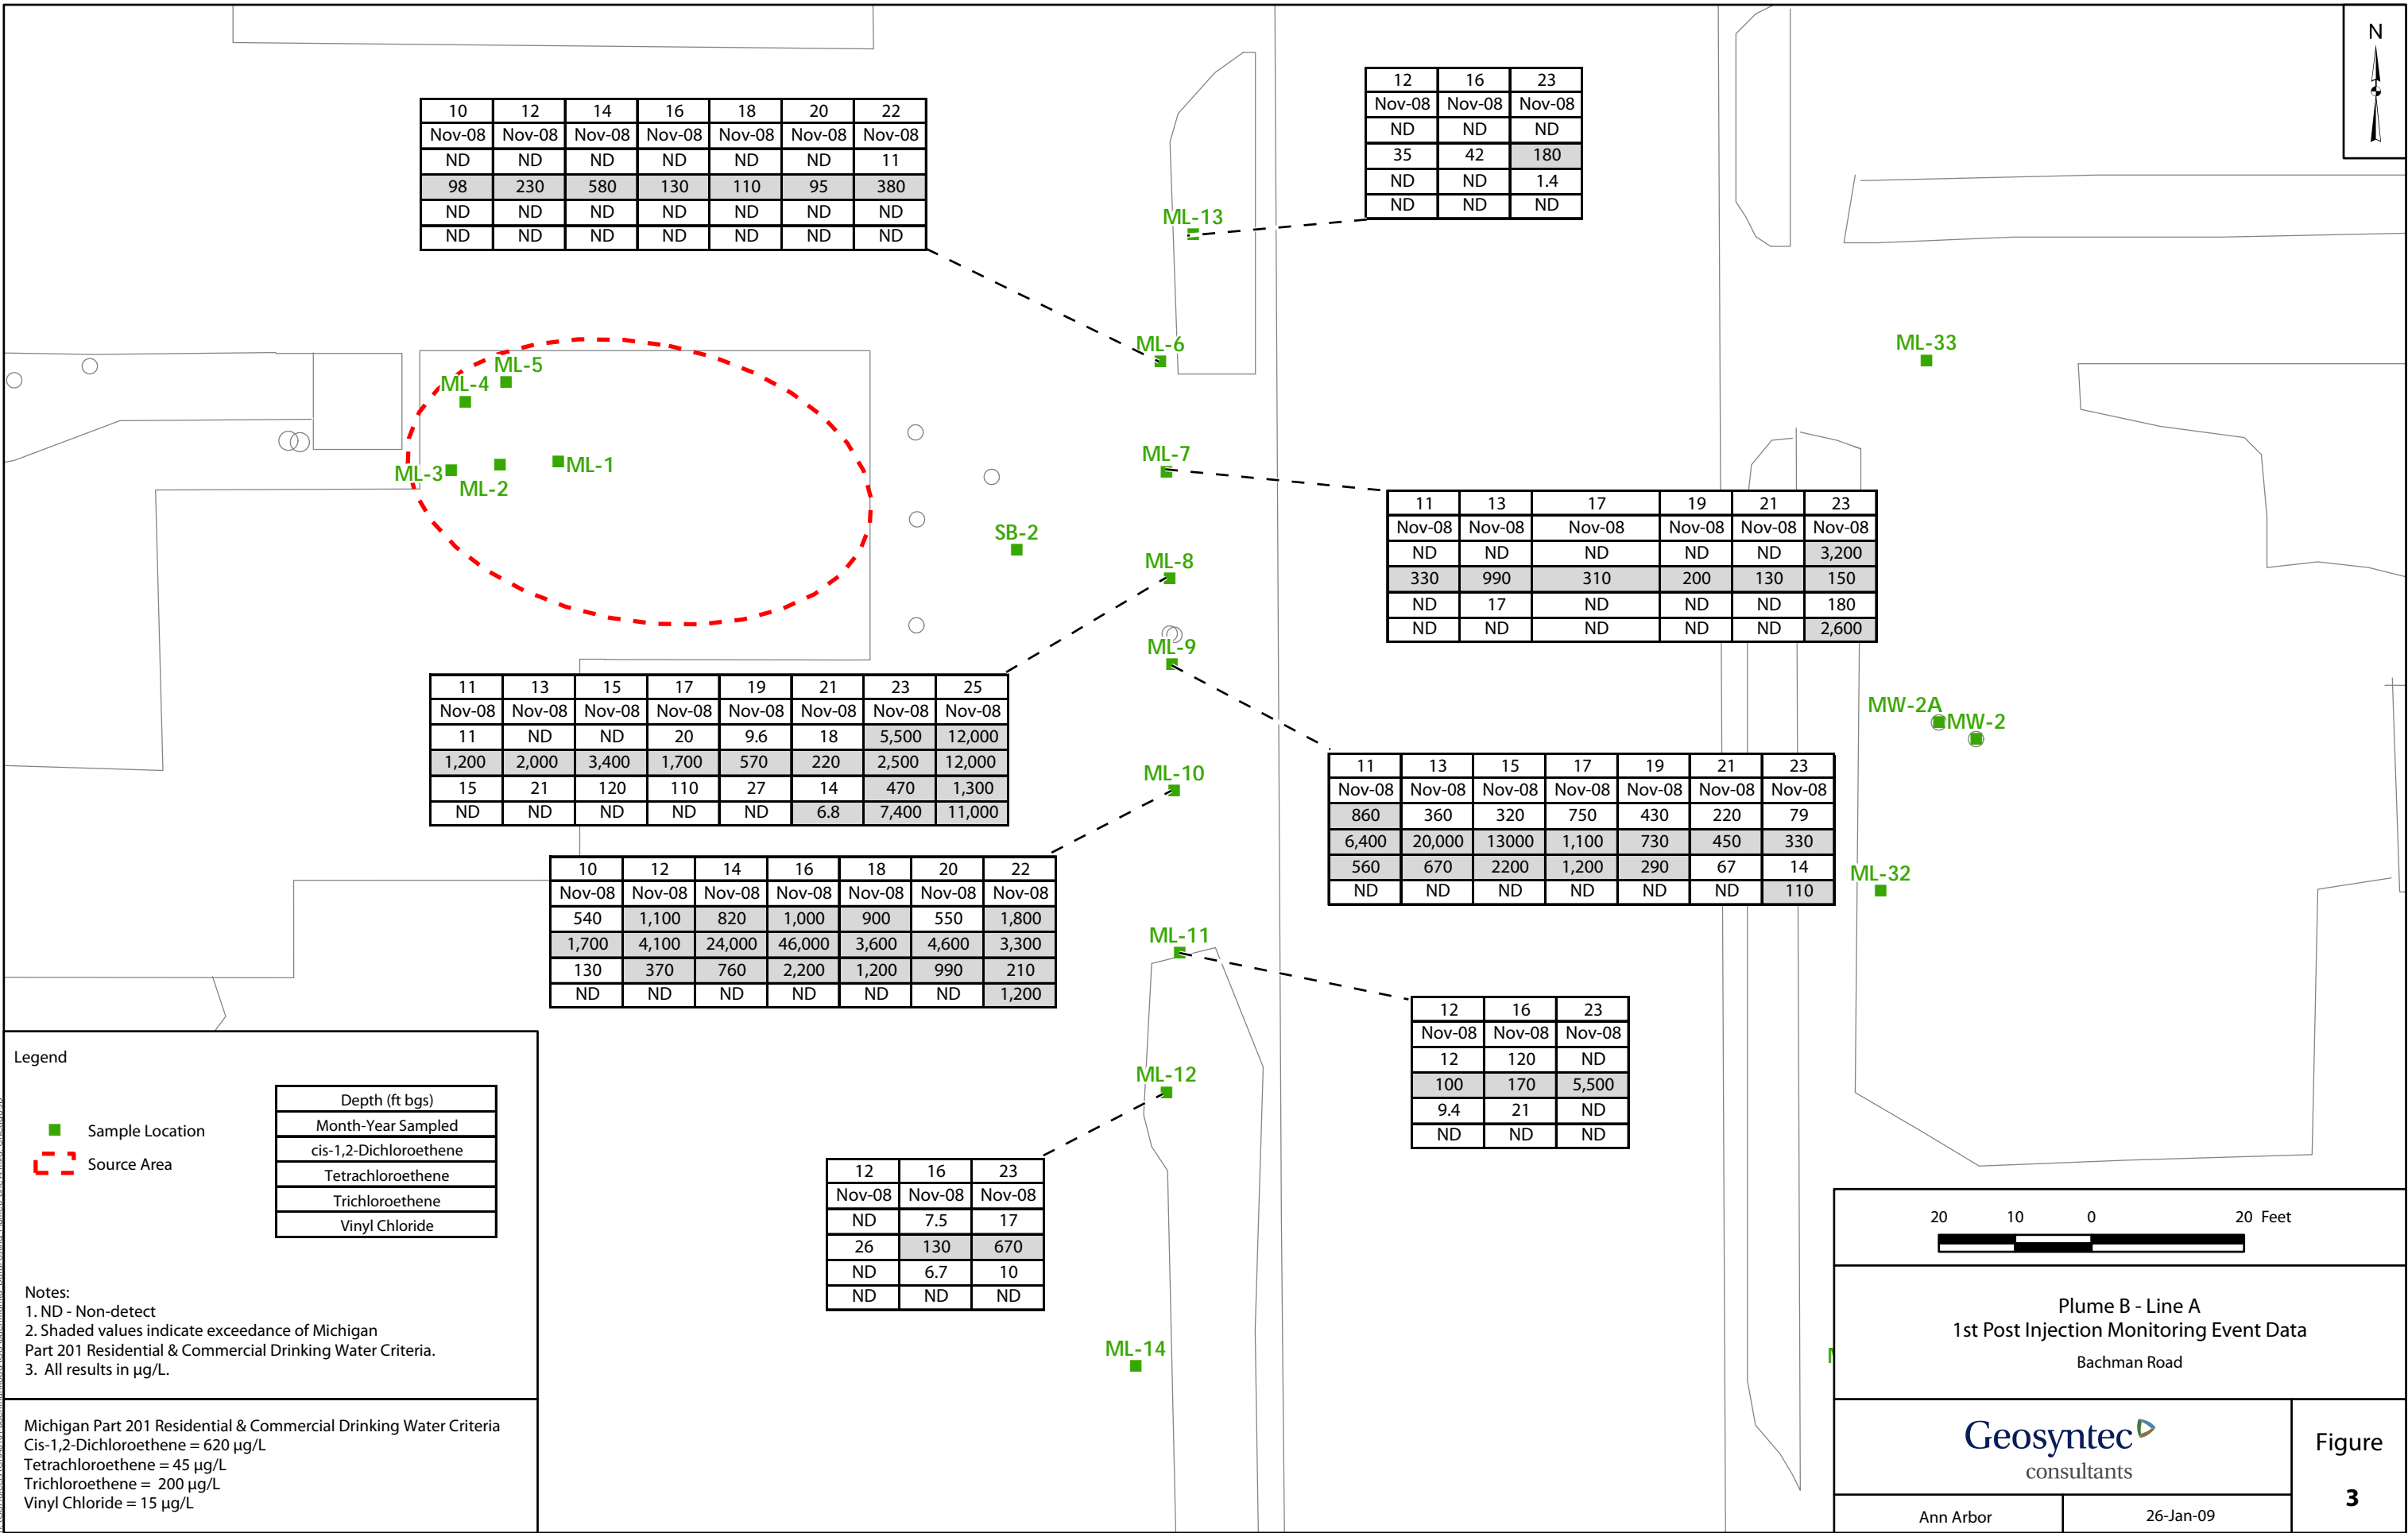 N
10 12 14 16 18 20 22
Nov-08 Nov-08 Nov-08 Nov-08 Nov-08 Nov-08 Nov-08
ND ND ND ND ND ND 11
98 230 580 130 110 95 380
ND ND ND ND ND ND ND
ND ND ND ND ND ND ND
12 16 23
Nov-08 Nov-08 Nov-08
ND ND ND
35 42 180
ND ND 1.4
ND ND ND
ML-13
ML-6
ML-33
ML-5
ML-4
ML-3
ML-2
ML-1
ML-7
SB-2
ML-8
ML-9
11 13 17 19 21 23
Nov-08 Nov-08 Nov-08 Nov-08 Nov-08 Nov-08
ND ND ND ND ND 3,200
330 990 310 200 130 150
ND 17 ND ND ND 180
ND ND ND ND ND 2,600
11 13 15 17 19 21 23 25
Nov-08 Nov-08 Nov-08 Nov-08 Nov-08 Nov-08 Nov-08 Nov-08
11 ND ND 20 9.6 18 5,500 12,000
1,200 2,000 3,400 1,700 570 220 2,500 12,000
15 21 120 110 27 14 470 1,300
ND ND ND ND ND 6.8 7,400 11,000
MW-2A
MW-2
ML-10
11 13 15 17 19 21 23
Nov-08 Nov-08 Nov-08 Nov-08 Nov-08 Nov-08 Nov-08
860 360 320 750 430 220 79
6,400 20,000 13000 1,100 730 450 330
560 670 2200 1,200 290 67 14
ND ND ND ND ND ND 110
10 12 14 16 18 20 22
Nov-08 Nov-08 Nov-08 Nov-08 Nov-08 Nov-08 Nov-08
540 1,100 820 1,000 900 550 1,800
1,700 4,100 24,000 46,000 3,600 4,600 3,300
130 370 760 2,200 1,200 990 210
ND ND ND ND ND ND 1,200
ML-32
ML-11
12 16 23
Nov-08 Nov-08 Nov-08
12 120 ND
100 170 5,500
9.4 21 ND
ND ND ND
ML-12
12 16 23
Nov-08 Nov-08 Nov-08
ND 7.5 17
26 130 670
ND 6.7 10
ND ND ND
ML-14
Legend
Sample Location
Source Area
Depth (ft bgs)
Month-Year Sampled
cis-1,2-Dichloroethene
Tetrachloroethene
Trichloroethene
Vinyl Chloride
Notes:
1. ND - Non-detect
2. Shaded values indicate exceedance of Michigan
Part 201 Residential & Commercial Drinking Water Criteria.
3. All results in µg/L.
Michigan Part 201 Residential & Commercial Drinking Water Criteria
Cis-1,2-Dichloroethene = 620 µg/L
Tetrachloroethene = 45 µg/L
Trichloroethene = 200 µg/L
Vinyl Chloride = 15 µg/L
20 10 0 20 Feet
Plume B - Line A
1st Post Injection Monitoring Event Data
Bachman Road
Geosyntec
consultants
Figure
3
Ann Arbor
26-Jan-09